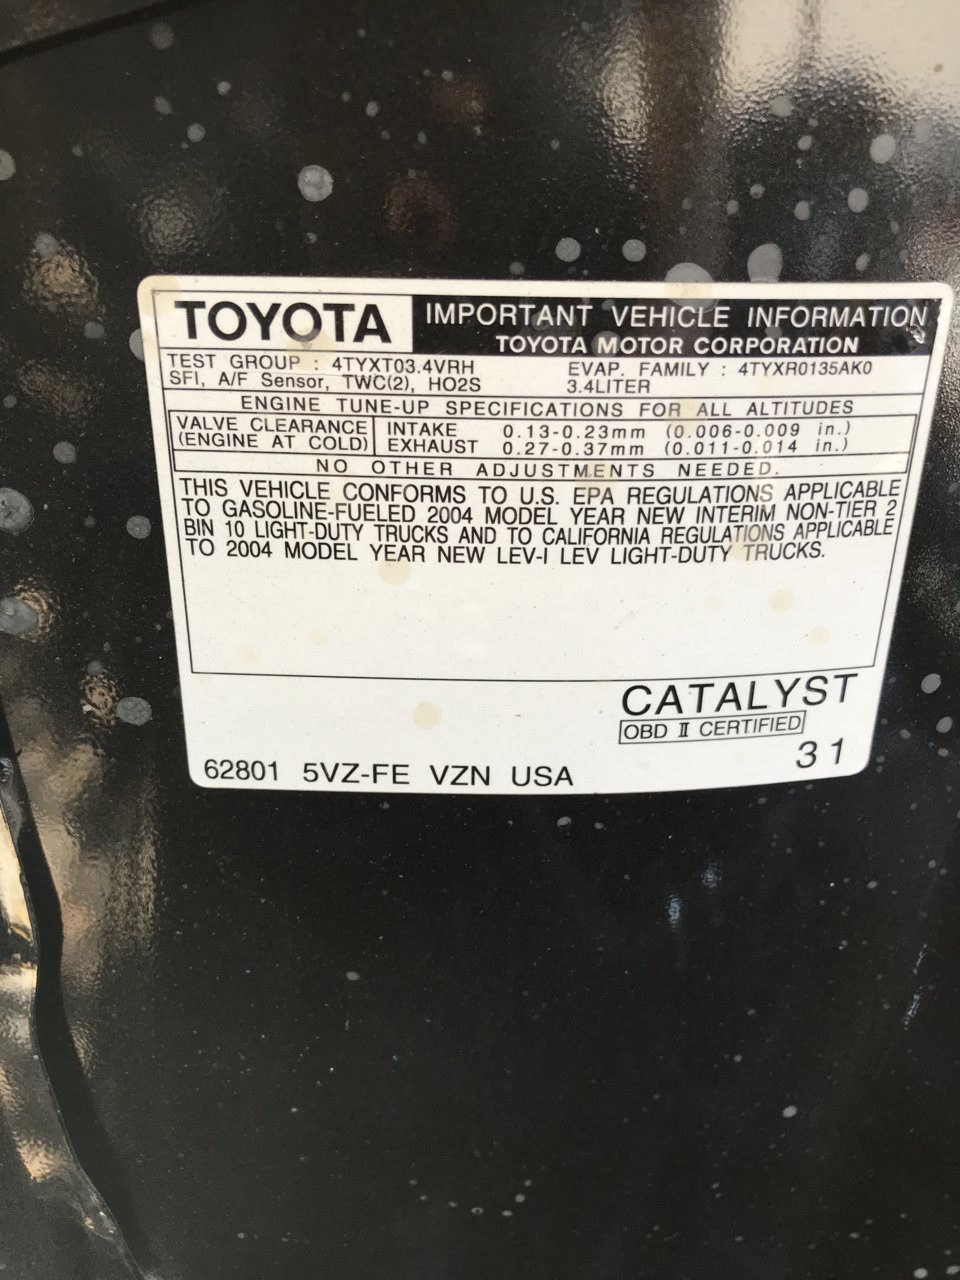 TOYOTA
IMPORTANT VEHICLE INFORMATION
TOYOTA MOTOR CORPORATION
TEST GROUP : 4TYXT03.4VRH EVAP. FAMILY : 4TYXR0135AK0
SFI, A/F Sensor, TWC(2), HO2S 3.4LITER
ENGINE TUNE-UP SPECIFICATIONS FOR ALL ALTITUDES
VALVE CLEARANCE INTAKE 0.13-0.23mm (0.006-0.009 in.)
(ENGINE AT COLD) EXHAUST 0.27-0.37mm (0.011-0.014 in.)
NO OTHER ADJUSTMENTS NEEDED.
THIS VEHICLE CONFORMS TO U.S. EPA REGULATIONS APPLICABLE
TO GASOLINE-FUELED 2004 MODEL YEAR NEW INTERIM NON-TIER 2
BIN 10 LIGHT-DUTY TRUCKS AND TO CALIFORNIA REGULATIONS APPLICABLE
TO 2004 MODEL YEAR NEW LEV-I LEV LIGHT-DUTY TRUCKS.
CATALYST
OBD II CERTIFIED
31
62801 5VZ-FE VZN USA